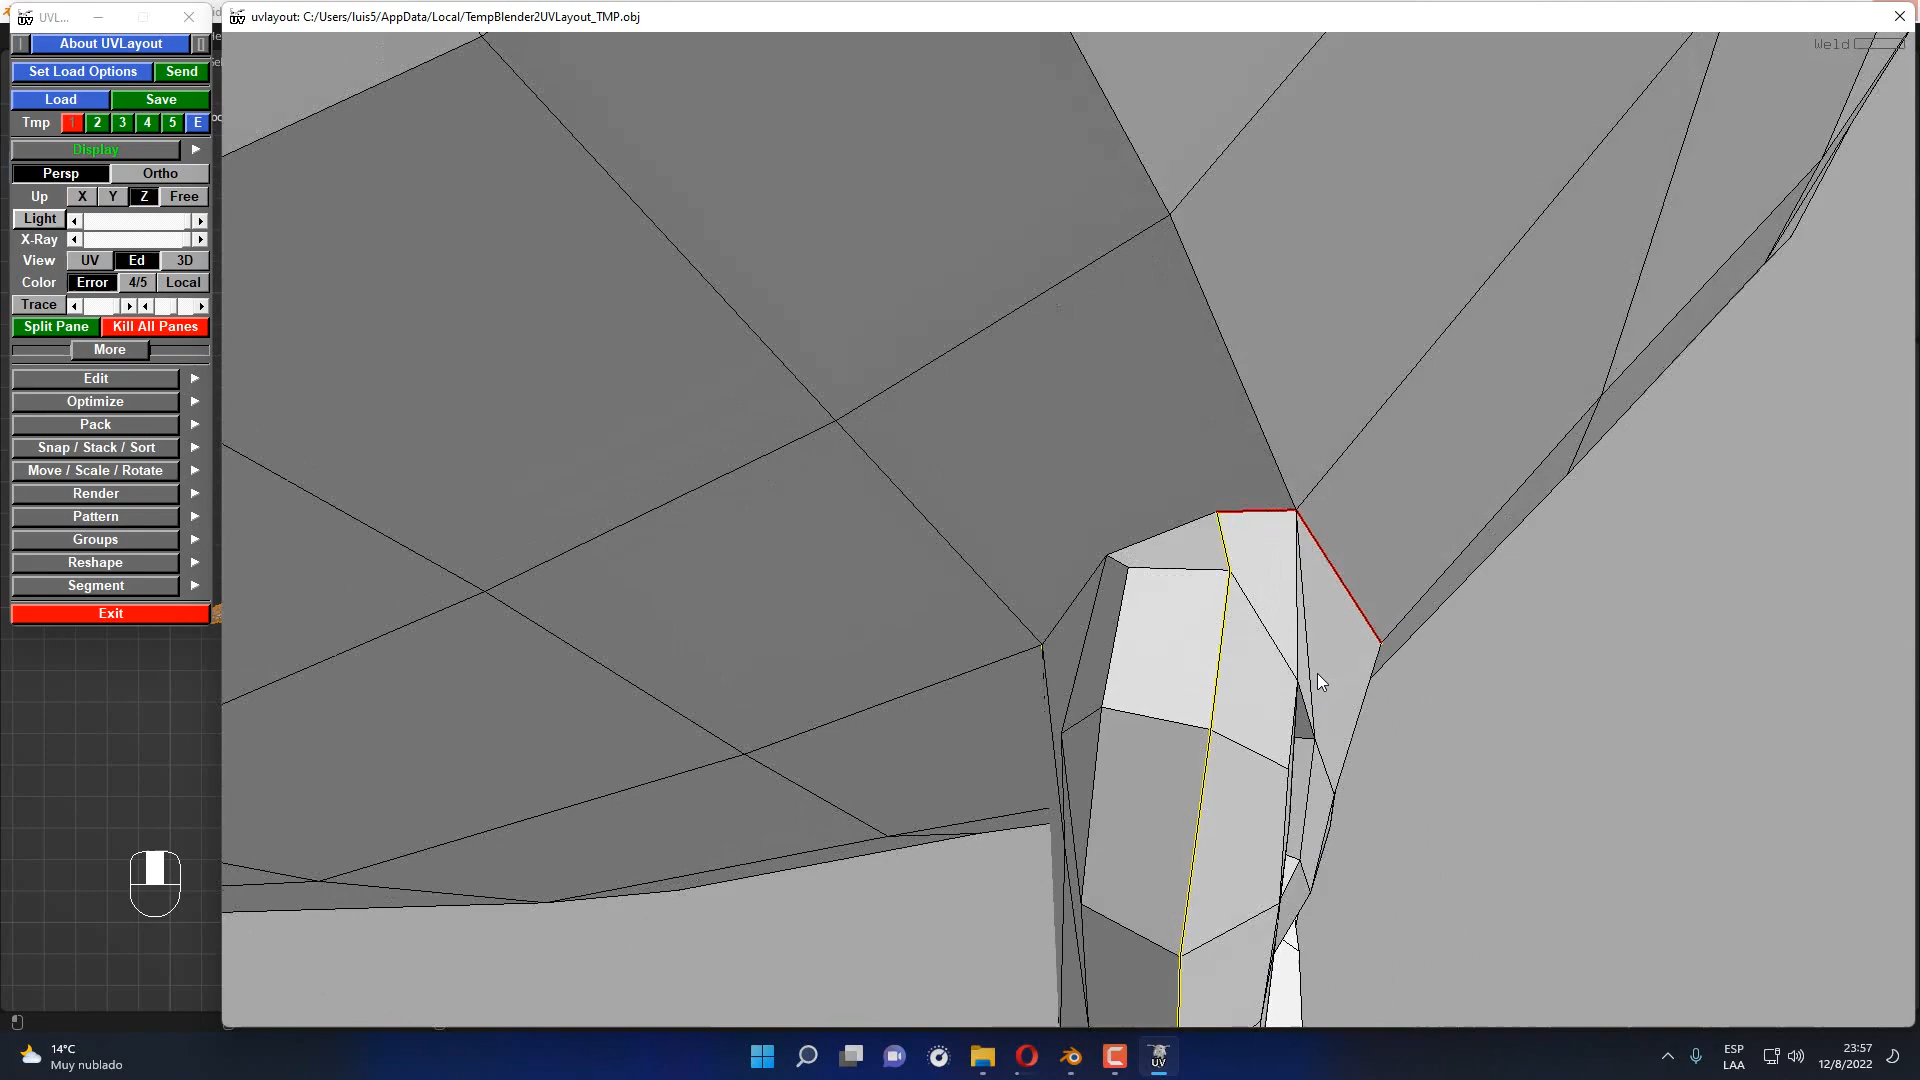 UVL...
uvlayout: C:/Users/luis5/AppData/Local/TempBlender2UVLayout_TMP.obj
About UVLayout
Set Load Options Send
Load Save
Tmp 1 2 3 4 5 E
Display
Persp Ortho
Up X Y Z Free
Light
X-Ray
View UV Ed 3D
Color Error 4/5 Local
Trace
Split Pane Kill All Panes
More
Edit
Optimize
Pack
Snap / Stack / Sort
Move / Scale / Rotate
Render
Pattern
Groups
Reshape
Segment
Exit
Weld
14°C
Muy nublado
UV
ESP
LAA
23:57
12/8/2022